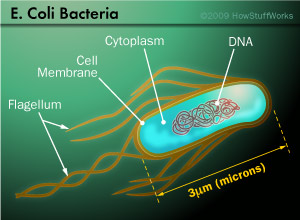 E. Coli Bacteria
©2009 HowStuffWorks
Cytoplasm
DNA
Cell
Membrane
Flagellum
3µm (microns)